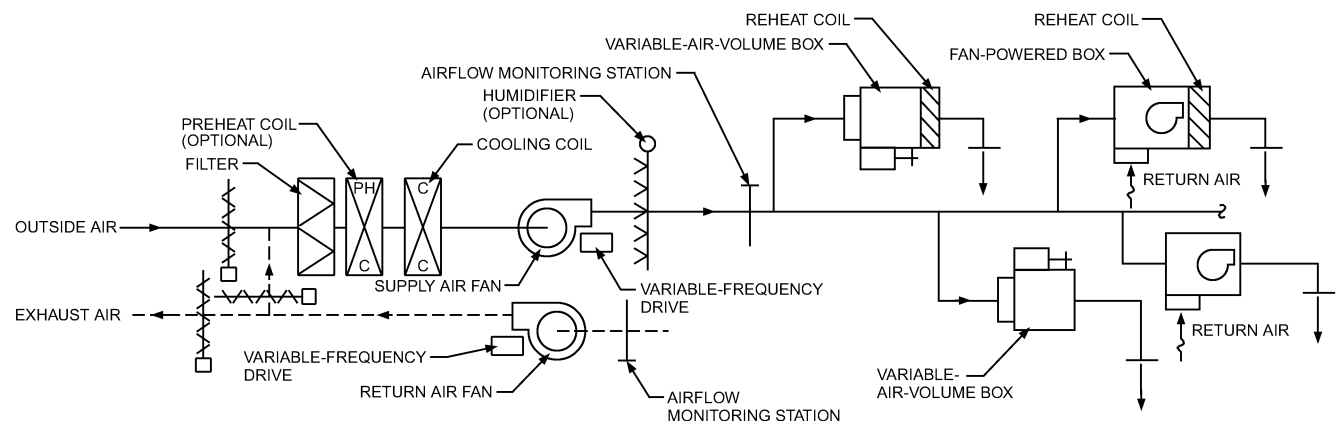 REHEAT COIL
REHEAT COIL
VARIABLE-AIR-VOLUME BOX
FAN-POWERED BOX
AIRFLOW MONITORING STATION
HUMIDIFIER
(OPTIONAL)
PREHEAT COIL
(OPTIONAL)
COOLING COIL
FILTER
PH
C
C
C
RETURN AIR
OUTSIDE AIR
SUPPLY AIR FAN
VARIABLE-FREQUENCY
DRIVE
EXHAUST AIR
RETURN AIR
VARIABLE-FREQUENCY
DRIVE
RETURN AIR FAN
VARIABLE-
AIR-VOLUME BOX
AIRFLOW
MONITORING STATION